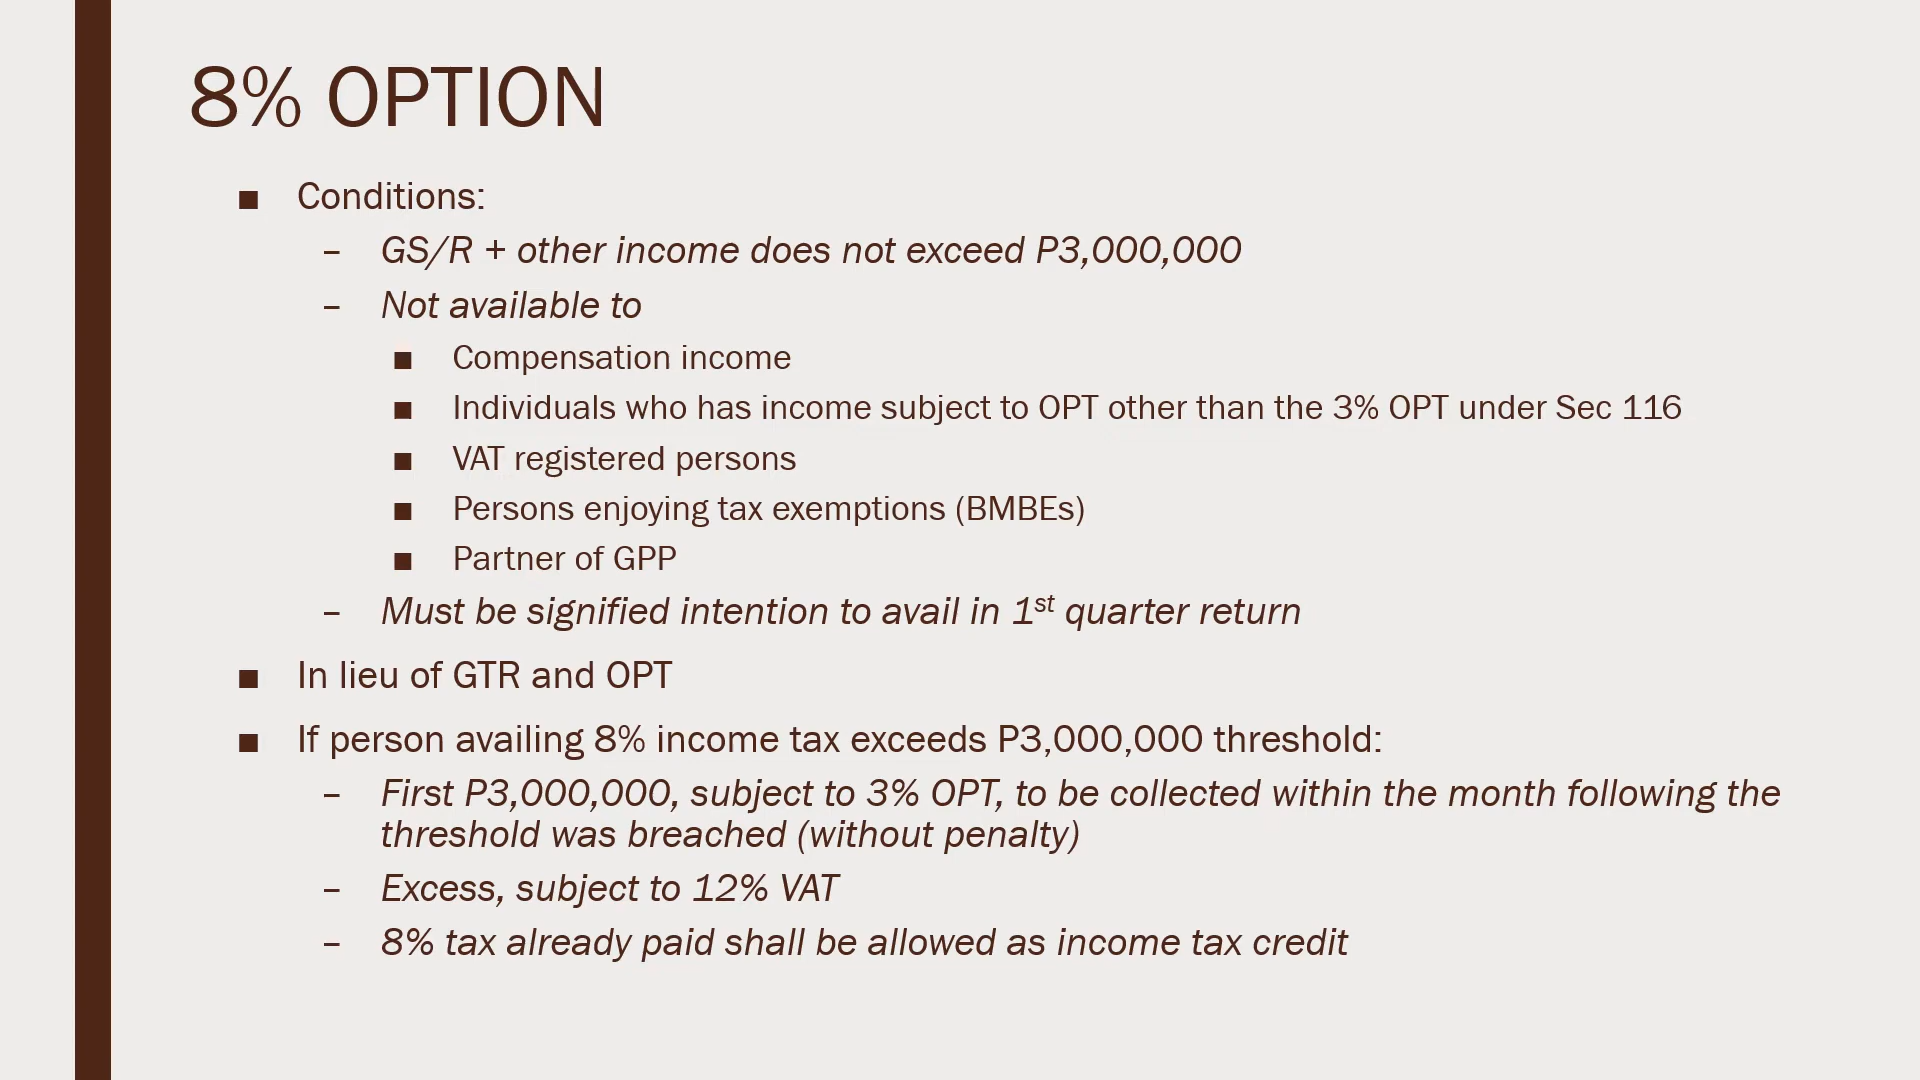 8% OPTION
■ Conditions:
– GS/R + other income does not exceed P3,000,000
– Not available to
■ Compensation income
■ Individuals who has income subject to OPT other than the 3% OPT under Sec 116
■ VAT registered persons
■ Persons enjoying tax exemptions (BMBEs)
■ Partner of GPP
– Must be signified intention to avail in 1st quarter return
■ In lieu of GTR and OPT
■ If person availing 8% income tax exceeds P3,000,000 threshold:
– First P3,000,000, subject to 3% OPT, to be collected within the month following the
threshold was breached (without penalty)
– Excess, subject to 12% VAT
– 8% tax already paid shall be allowed as income tax credit